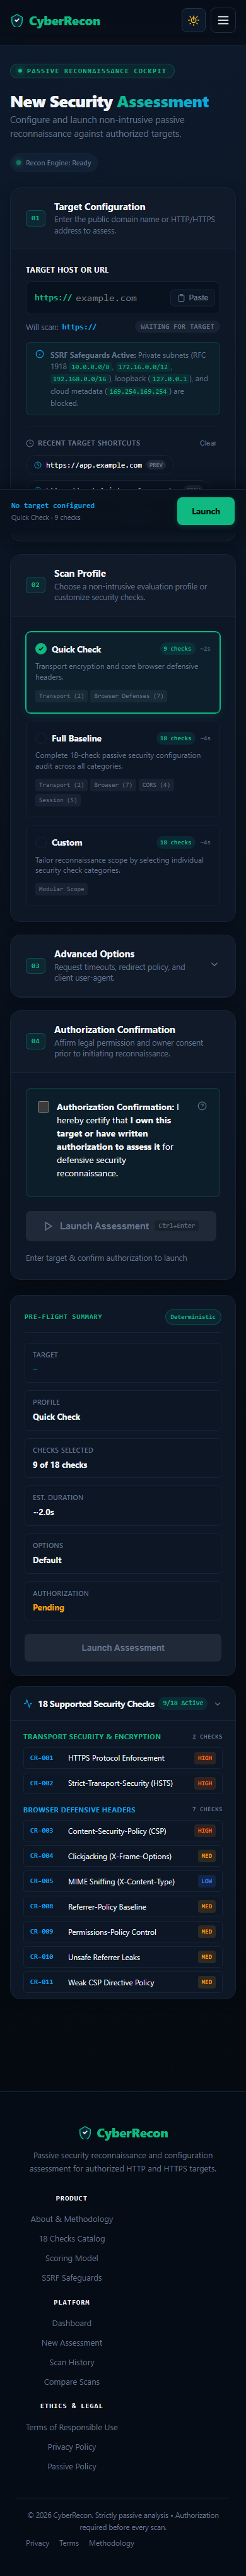 CyberRecon
PASSIVE RECONNAISSANCE COCKPIT
New Security Assessment
Configure and launch non-intrusive passive
reconnaissance against authorized targets.
Recon Engine: Ready
01
Target Configuration
Enter the public domain name or HTTP/HTTPS
address to assess.
TARGET HOST OR URL
https:// example.com
Paste
Will scan: https://
WAITING FOR TARGET
SSRF Safeguards Active: Private subnets (RFC
1918 10.0.0.0/8, 172.16.0.0/12,
192.168.0.0/16), loopback (127.0.0.1), and
cloud metadata (169.254.169.254) are
blocked.
RECENT TARGET SHORTCUTS
Clear
https://app.example.com PREV
No target configured
Quick Check · 9 checks
Launch
02
Scan Profile
Choose a non-intrusive evaluation profile or
customize security checks.
Quick Check
9 checks ~2s
Transport encryption and core browser defensive
headers.
Transport (2) Browser Defenses (7)
Full Baseline
18 checks ~4s
Complete 18-check passive security configuration
audit across all categories.
Transport (2) Browser (7) CORS (4)
Session (5)
Custom
18 checks ~4s
Tailor reconnaissance scope by selecting individual
security check categories.
Modular Scope
03
Advanced Options
Request timeouts, redirect policy, and
client user-agent.
04
Authorization Confirmation
Affirm legal permission and owner consent
prior to initiating reconnaissance.
Authorization Confirmation: I
hereby certify that I own this
target or have written
authorization to assess it for
defensive security
reconnaissance.
Launch Assessment Ctrl+Enter
Enter target & confirm authorization to launch
PRE-FLIGHT SUMMARY
Deterministic
TARGET
—
PROFILE
Quick Check
CHECKS SELECTED
9 of 18 checks
EST. DURATION
~2.0s
OPTIONS
Default
AUTHORIZATION
Pending
Launch Assessment
18 Supported Security Checks 9/18 Active
TRANSPORT SECURITY & ENCRYPTION 2 CHECKS
CR-001 HTTPS Protocol Enforcement HIGH
CR-002 Strict-Transport-Security (HSTS) HIGH
BROWSER DEFENSIVE HEADERS 7 CHECKS
CR-003 Content-Security-Policy (CSP) HIGH
CR-004 Clickjacking (X-Frame-Options) MED
CR-005 MIME Sniffing (X-Content-Type) LOW
CR-008 Referrer-Policy Baseline MED
CR-009 Permissions-Policy Control MED
CR-010 Unsafe Referrer Leaks MED
CR-011 Weak CSP Directive Policy MED
CyberRecon
Passive security reconnaissance and configuration
assessment for authorized HTTP and HTTPS targets.
PRODUCT
About & Methodology
18 Checks Catalog
Scoring Model
SSRF Safeguards
PLATFORM
Dashboard
New Assessment
Scan History
Compare Scans
ETHICS & LEGAL
Terms of Responsible Use
Privacy Policy
Passive Policy
© 2026 CyberRecon. Strictly passive analysis • Authorization
required before every scan.
Privacy Terms Methodology